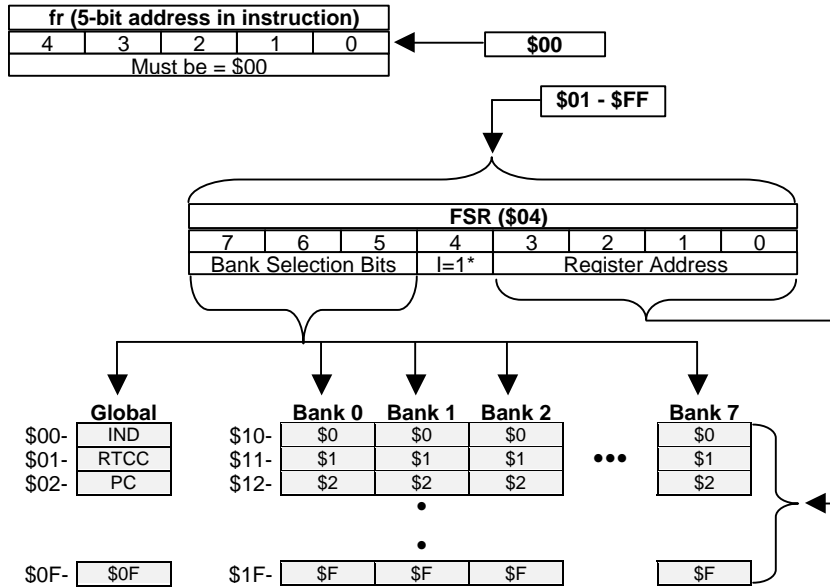 fr (5-bit address in instruction)
4 3 2 1 0
Must be = $00
$00
$01 - $FF
FSR ($04)
7 6 5 4 3 2 1 0
Bank Selection Bits I=1* Register Address
Global Bank 0 Bank 1 Bank 2 Bank 7
$00- IND $10- $0 $0 $0 $0
$01- RTCC $11- $1 $1 $1 ••• $1
$02- PC $12- $2 $2 $2 $2
$0F- $0F $1F- $F $F $F $F